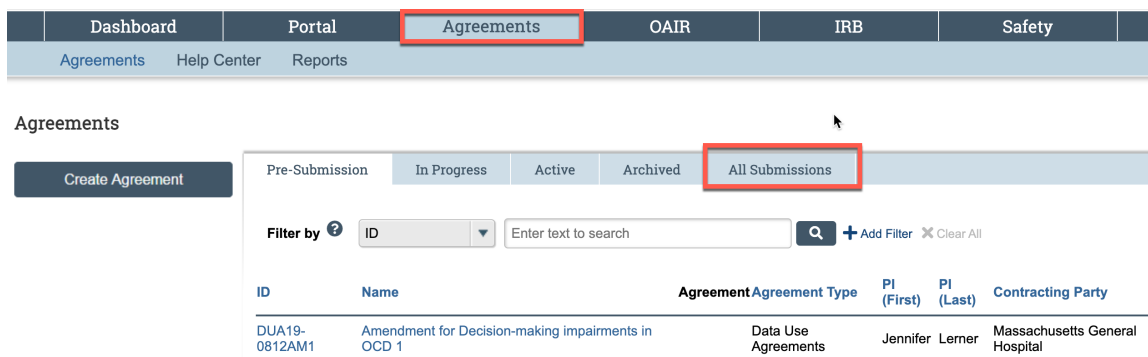 Dashboard Portal Agreements OAIR IRB Safety
Agreements Help Center Reports
Agreements
Create Agreement
Pre-Submission In Progress Active Archived All Submissions
Filter by ? ID Enter text to search Add Filter Clear All
ID Name Agreement Agreement Type PI (First) PI (Last) Contracting Party
DUA19-0812AM1 Amendment for Decision-making impairments in OCD 1 Data Use Agreements Jennifer Lerner Massachusetts General Hospital